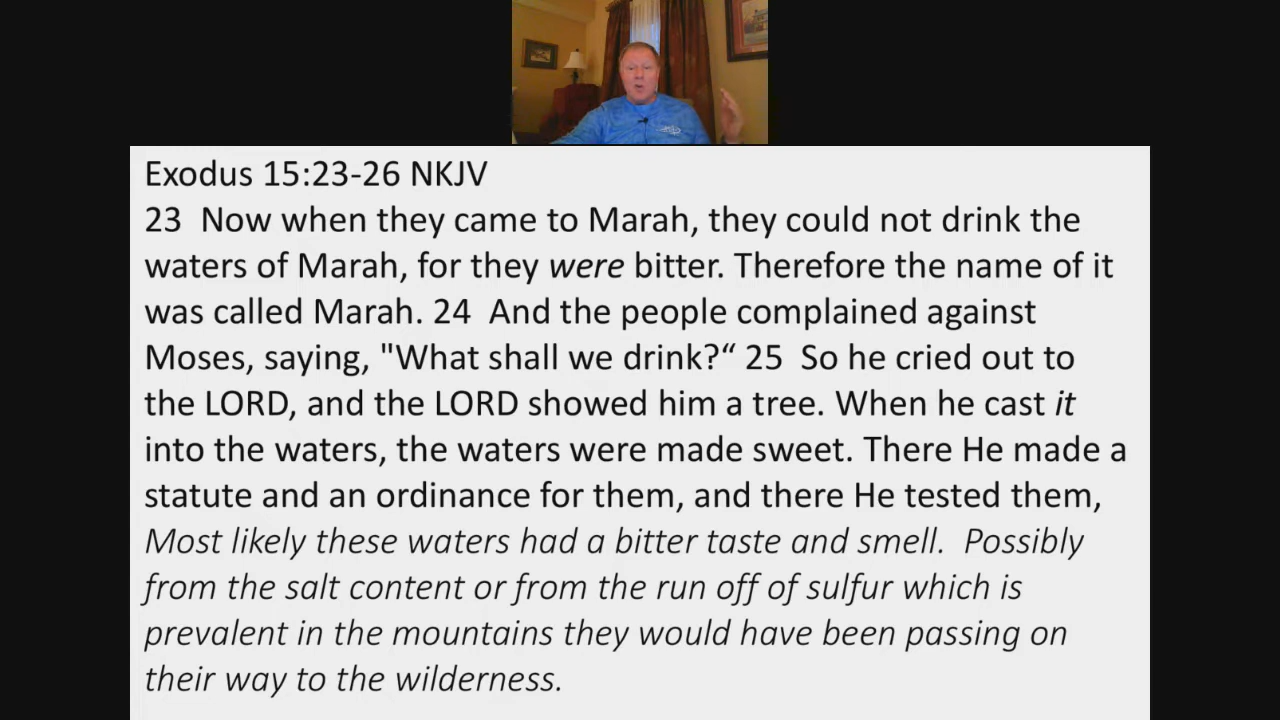 Exodus 15:23-26 NKJV
23  Now when they came to Marah, they could not drink the
waters of Marah, for they were bitter. Therefore the name of it
was called Marah. 24  And the people complained against
Moses, saying, "What shall we drink?“ 25  So he cried out to
the LORD, and the LORD showed him a tree. When he cast it
into the waters, the waters were made sweet. There He made a
statute and an ordinance for them, and there He tested them,
Most likely these waters had a bitter taste and smell.  Possibly
from the salt content or from the run off of sulfur which is
prevalent in the mountains they would have been passing on
their way to the wilderness.